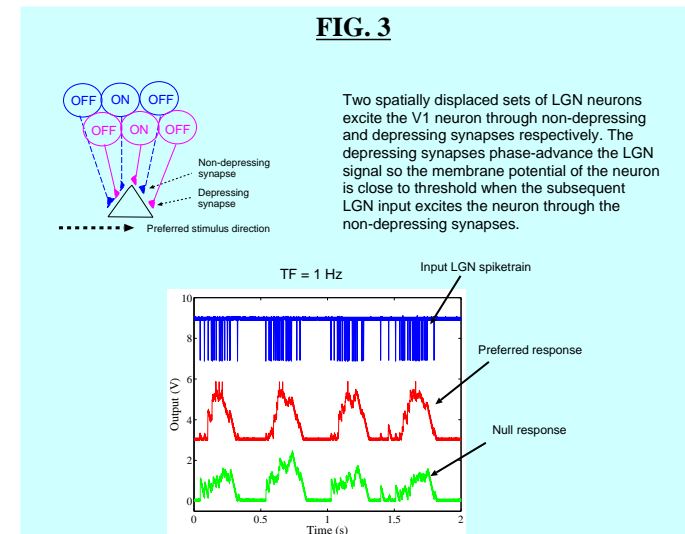 FIG. 3
OFF ON OFF
OFF ON OFF
Non-depressing
synapse
Depressing
synapse
Preferred stimulus direction
Two spatially displaced sets of LGN neurons
excite the V1 neuron through non-depressing
and depressing synapses respectively. The
depressing synapses phase-advance the LGN
signal so the membrane potential of the neuron
is close to threshold when the subsequent
LGN input excites the neuron through the
non-depressing synapses.
TF = 1 Hz
Input LGN spiketrain
Preferred response
Null response
Output (V)
10
8
6
4
2
0
0 0.5 1 1.5 2
Time (s)